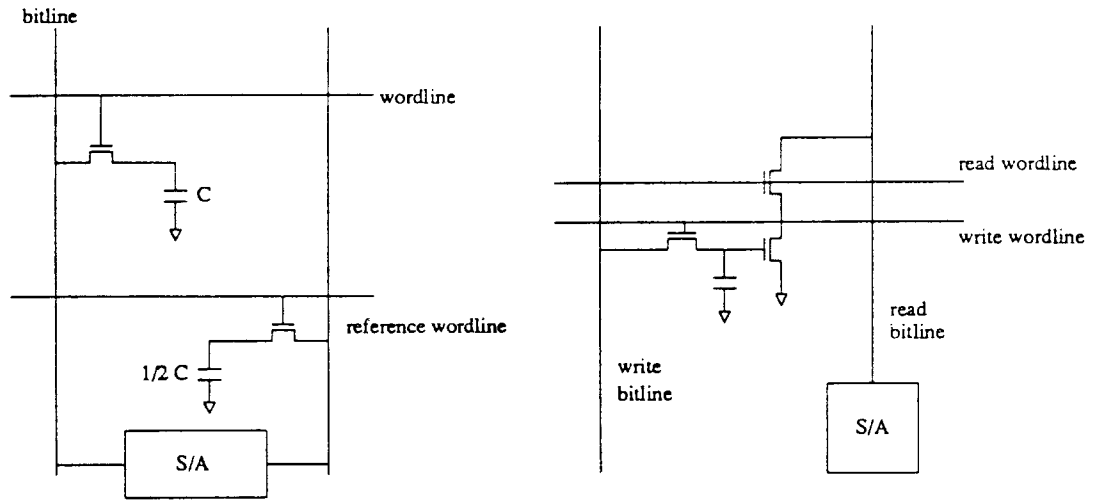 bitline
wordline
C
reference wordline
1/2 C
S/A
read wordline
write wordline
read
bitline
write
bitline
S/A